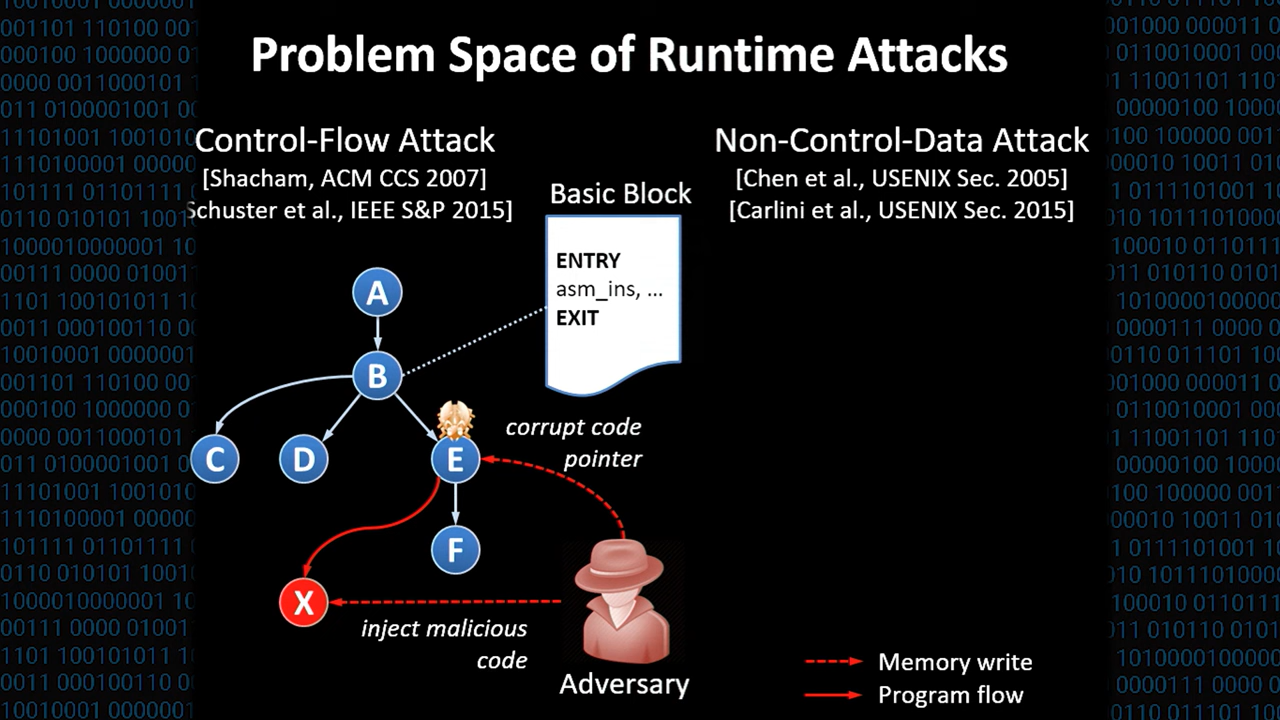 Problem Space of Runtime Attacks
Control-Flow Attack
[Shacham, ACM CCS 2007]
Schuster et al., IEEE S&P 2015]
Non-Control-Data Attack
[Chen et al., USENIX Sec. 2005]
[Carlini et al., USENIX Sec. 2015]
Basic Block
ENTRY
asm_ins, ...
EXIT
A
B
C
D
E
F
X
corrupt code
pointer
inject malicious
code
Adversary
Memory write
Program flow